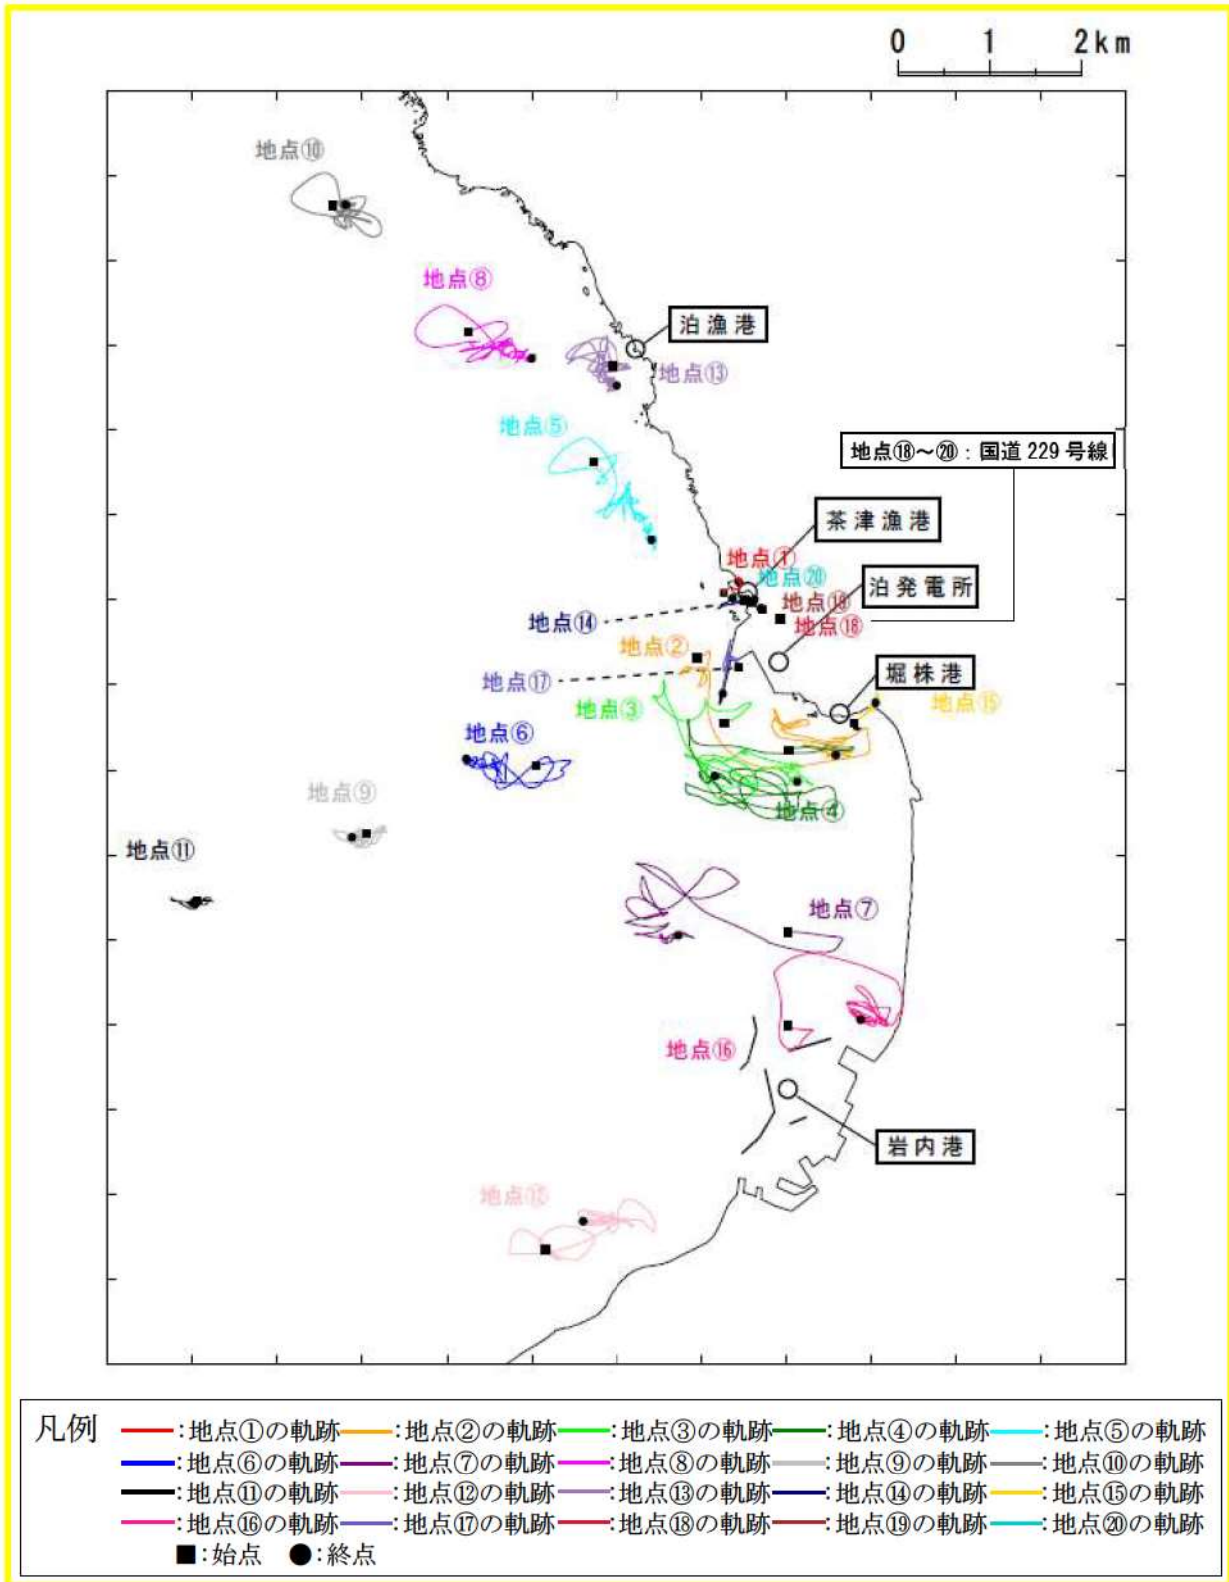 0 1 2km
地点⑩
地点⑧
泊漁港
地点⑬
地点⑤
地点⑱～⑳：国道229号線
茶津漁港
地点①
地点⑳
泊発電所
地点⑲
地点⑭
地点⑱
地点②
堀株港
地点⑰
地点⑮
地点③
地点⑥
地点⑨
地点④
地点⑪
地点⑦
地点⑯
岩内港
地点⑫
凡例
:地点①の軌跡 :地点②の軌跡 :地点③の軌跡 :地点④の軌跡 :地点⑤の軌跡
:地点⑥の軌跡 :地点⑦の軌跡 :地点⑧の軌跡 :地点⑨の軌跡 :地点⑩の軌跡
:地点⑪の軌跡 :地点⑫の軌跡 :地点⑬の軌跡 :地点⑭の軌跡 :地点⑮の軌跡
:地点⑯の軌跡 :地点⑰の軌跡 :地点⑱の軌跡 :地点⑲の軌跡 :地点⑳の軌跡
■:始点 ●:終点